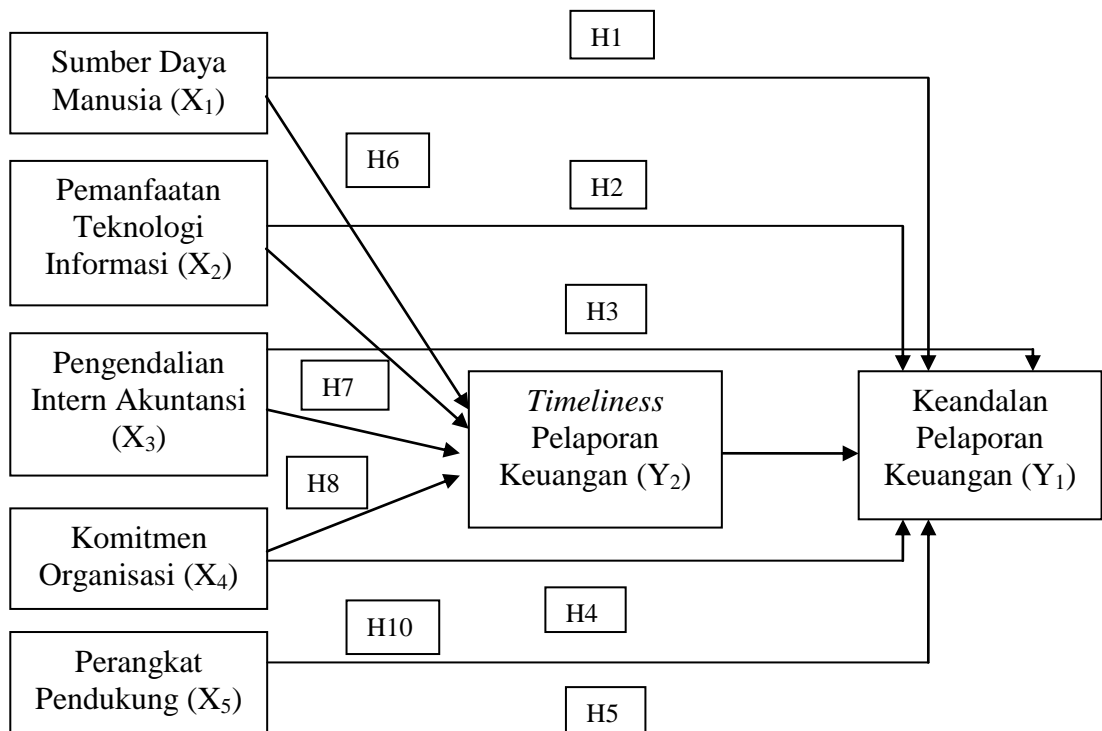 H1
Sumber Daya
Manusia (X₁)
H6
H2
Pemanfaatan
Teknologi
Informasi (X₂)
H3
Pengendalian
Intern Akuntansi
(X₃)
H7
Timeliness
Pelaporan
Keuangan (Y₂)
Keandalan
Pelaporan
Keuangan (Y₁)
H8
Komitmen
Organisasi (X₄)
H10
H4
Perangkat
Pendukung (X₅)
H5